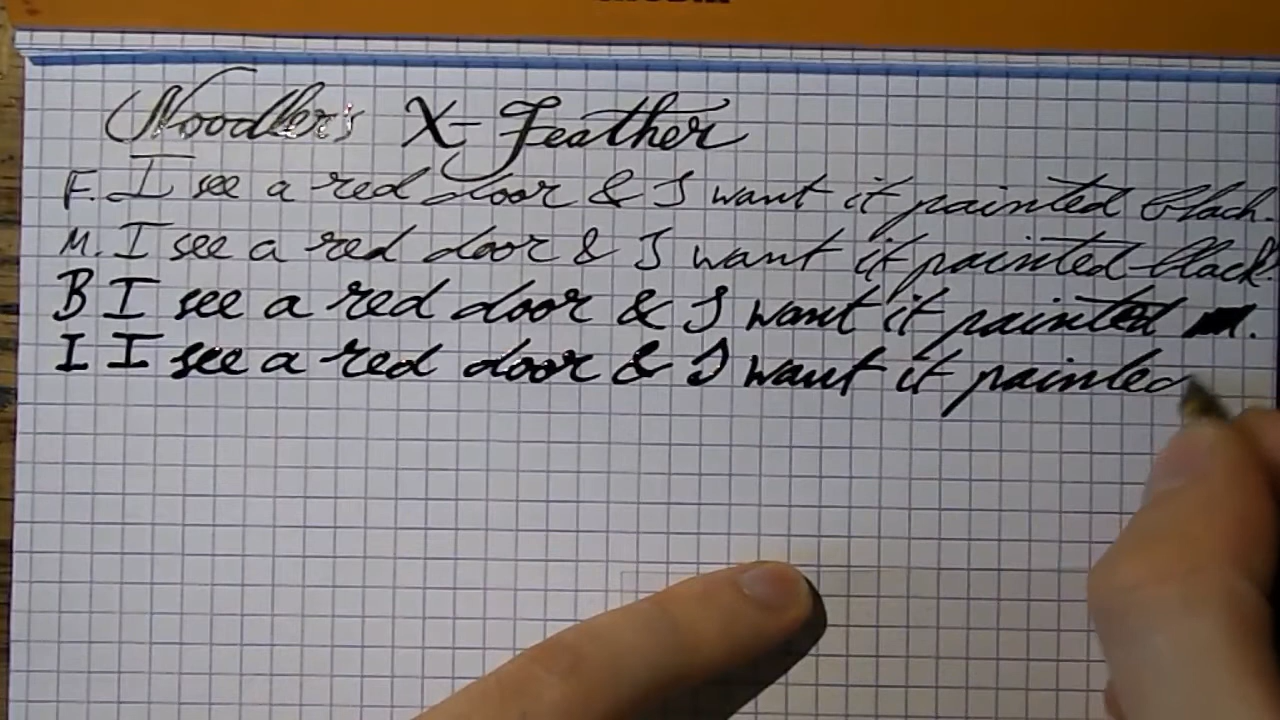 Noodler's X-Feather
F. I see a red door & I want it painted black.
M. I see a red door & I want it painted black.
B I see a red door & I want it painted
I I see a red door & I want it painted